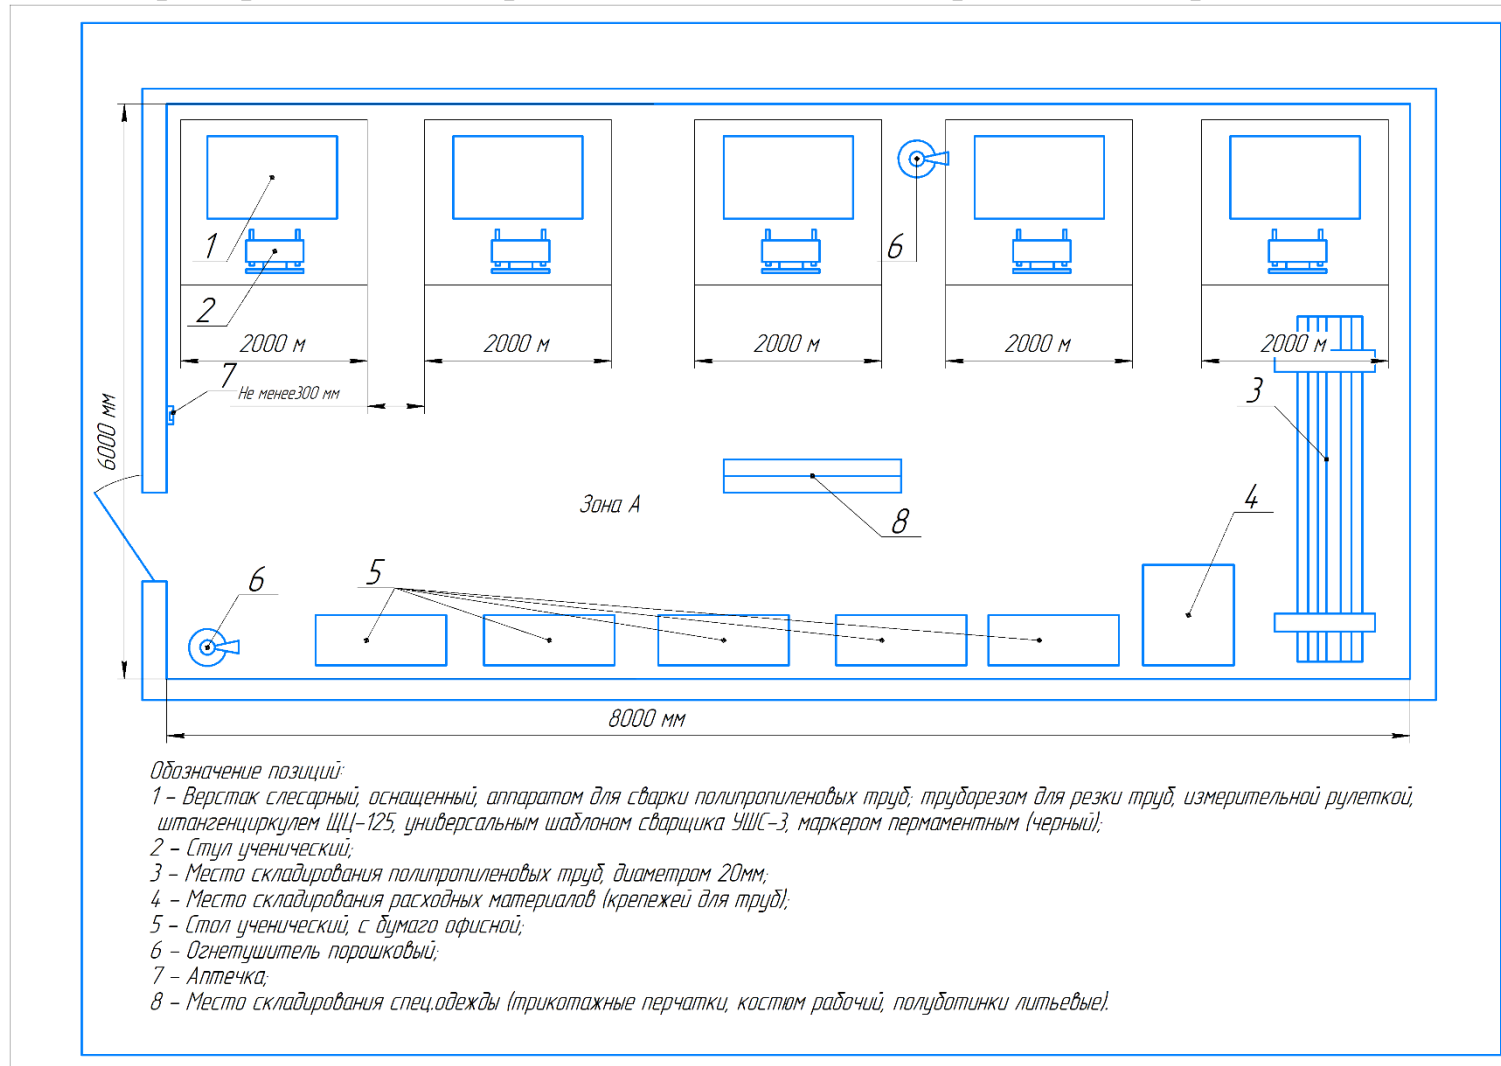 1
6
2
2000 м
2000 м
2000 м
2000 м
2000 м
7
Не менее300 мм
3
6000 мм
Зона А
8
4
6
5
8000 мм
Обозначение позиций:
1 - Верстак слесарный, оснащенный, аппаратом для сварки полипропиленовых труб; труборезом для резки труб, измерительной рулеткой,
штангенциркулем ШЦ-125, универсальным шаблоном сварщика УШС-3, маркером пермаментным (черный);
2 - Стул ученический;
3 - Место складирования полипропиленовых труб, диаметром 20мм;
4 - Место складирования расходных материалов (крепежей для труб);
5 - Стол ученический, с бумаго офисной;
6 - Огнетушитель порошковый;
7 - Аптечка;
8 - Место складирования спец.одежды (трикотажные перчатки, костюм рабочий, полуботинки литьевые).